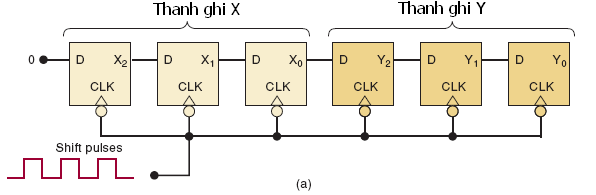 Thanh ghi X Thanh ghi Y
0 D X2 D X1 D X0 D Y2 D Y1 D Y0
CLK CLK CLK CLK CLK CLK
Shift pulses
(a)